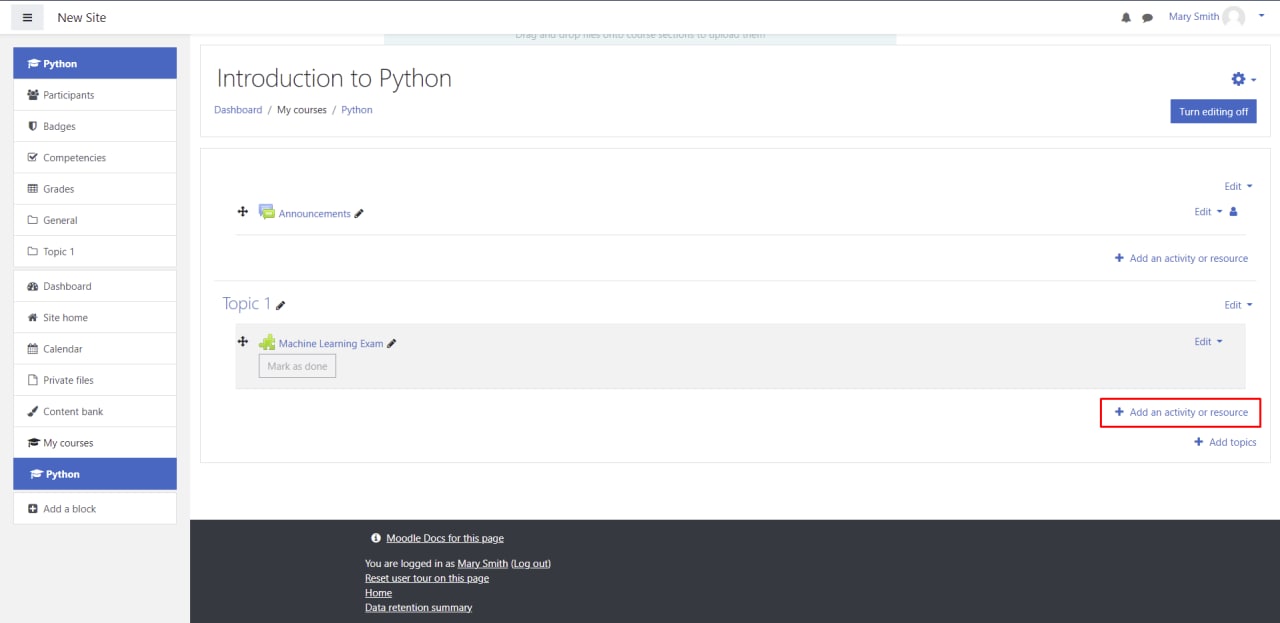 New Site
Mary Smith
Drag and drop files onto course sections to upload them
Python
Participants
Badges
Competencies
Grades
General
Topic 1
Dashboard
Site home
Calendar
Private files
Content bank
My courses
Python
Add a block
Introduction to Python
Dashboard / My courses / Python
Turn editing off
Edit
Announcements
Edit
+ Add an activity or resource
Topic 1
Edit
Machine Learning Exam
Edit
Mark as done
+ Add an activity or resource
+ Add topics
Moodle Docs for this page
You are logged in as Mary Smith (Log out)
Reset user tour on this page
Home
Data retention summary